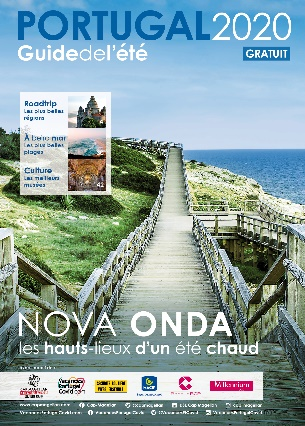 PORTUGAL2020
Guidedel'été
GRATUIT
Roadtrip
Les plus belles
régions
À bord mer
Les plus belles
plages
Culture
Les meilleurs
musées
NOVA ONDA
les hauts-lieux d'un été chaud
Millennium